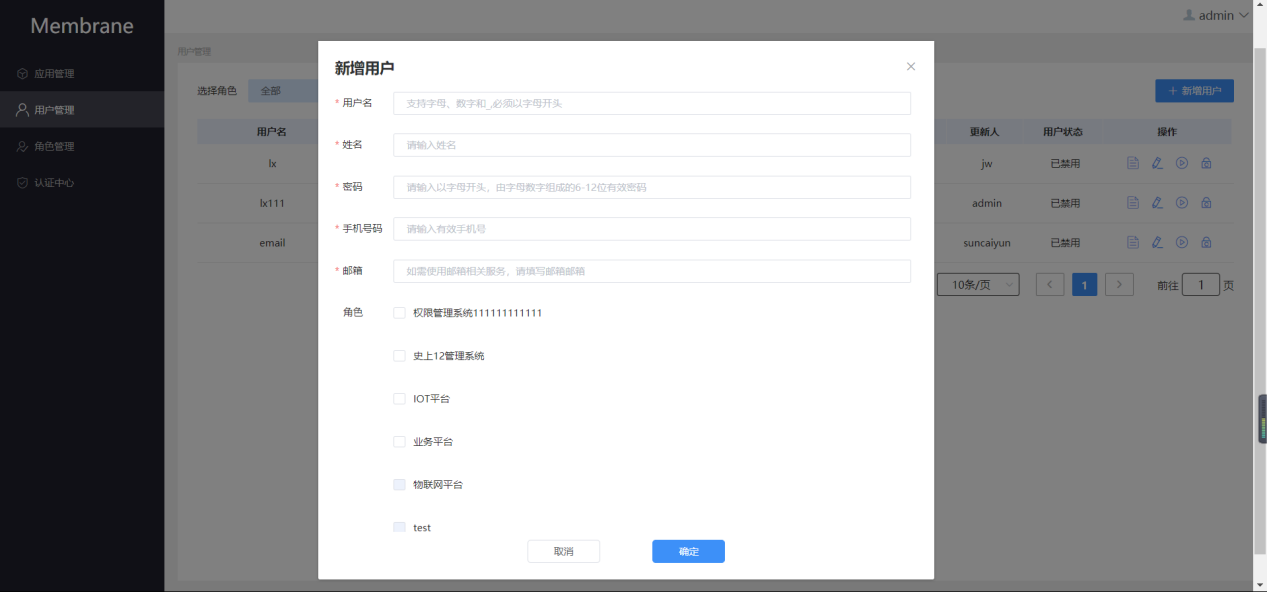 Membrane
admin
应用管理
用户管理
角色管理
认证中心
用户管理
选择角色 全部
+ 新增用户
用户名 更新人 用户状态 操作
lx jw 已禁用
lx111 admin 已禁用
email suncaiyun 已禁用
10条/页 < 1 > 前往 1 页
新增用户
* 用户名 支持字母、数字和_,必须以字母开头
* 姓名 请输入姓名
* 密码 请输入以字母开头，由字母数字组成的6-12位有效密码
* 手机号码 请输入有效手机号
* 邮箱 如需使用邮箱相关服务，请填写邮箱邮箱
角色 权限管理系统111111111111
史上12管理系统
IOT平台
业务平台
物联网平台
test
取消 确定